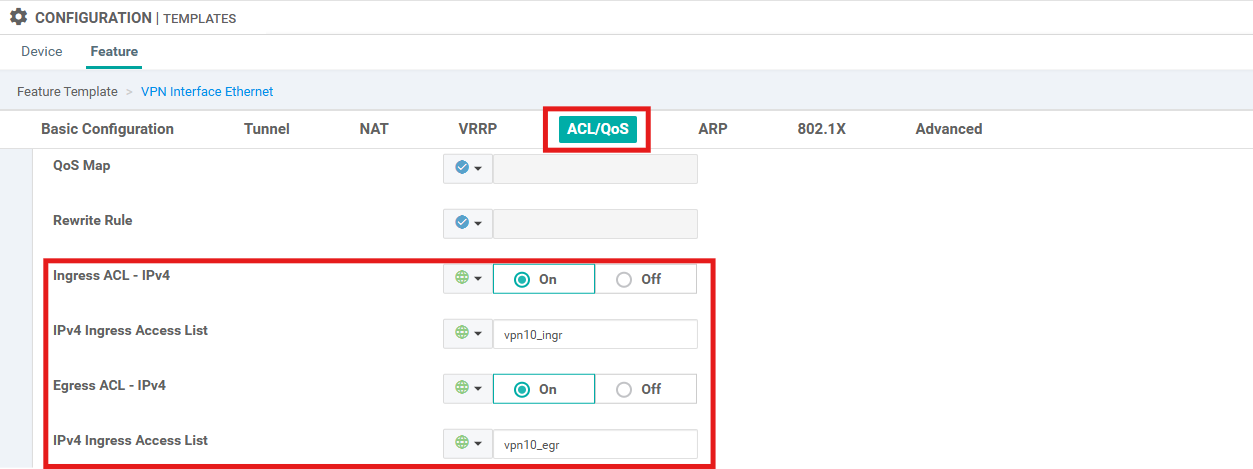 CONFIGURATION | TEMPLATES
Device Feature
Feature Template > VPN Interface Ethernet
Basic Configuration Tunnel NAT VRRP ACL/QoS ARP 802.1X Advanced
QoS Map
Rewrite Rule
Ingress ACL - IPv4 On Off
IPv4 Ingress Access List vpn10_ingr
Egress ACL - IPv4 On Off
IPv4 Ingress Access List vpn10_egr